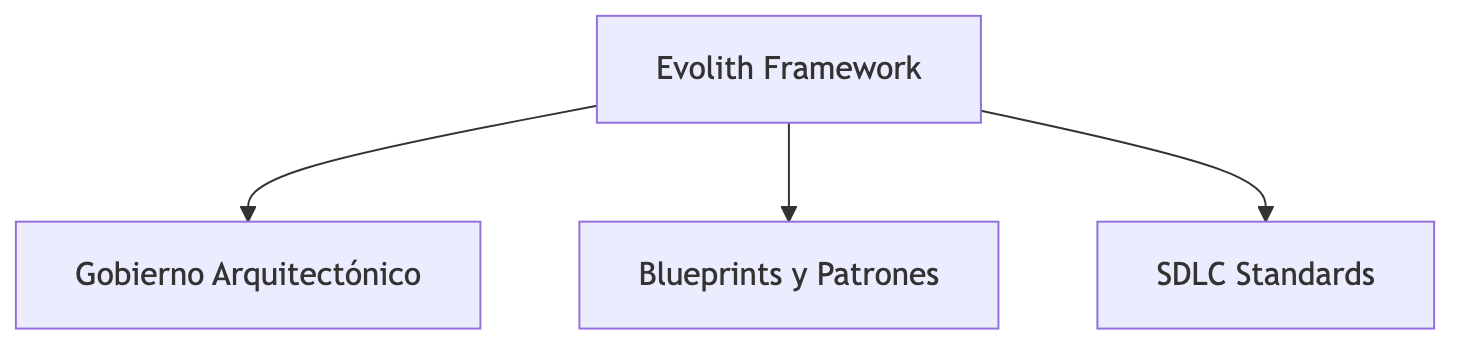 Evolith Framework
Gobierno Arquitectónico
Blueprints y Patrones
SDLC Standards